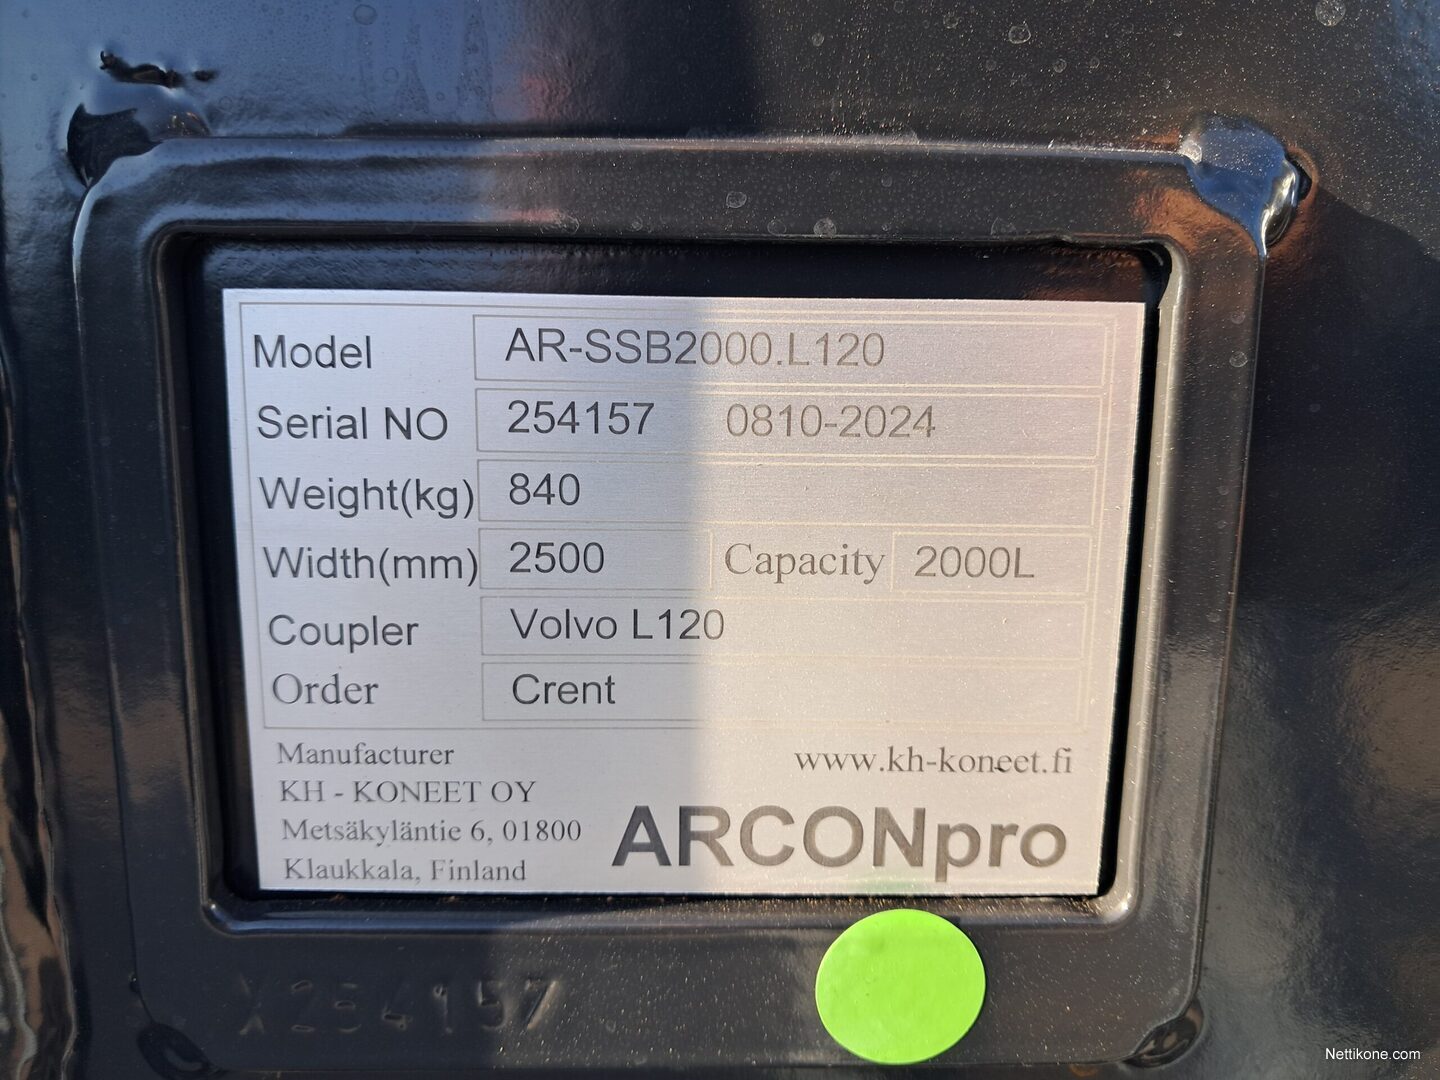 Model AR-SSB2000.L120
Serial NO 254157 0810-2024
Weight(kg) 840
Width(mm) 2500 Capacity 2000L
Coupler Volvo L120
Order Crent
Manufacturer
www.kh-koneet.fi
KH - KONEET OY
Metsäkyläntie 6, 01800
Klaukkala, Finland
ARCONpro
X254157
Nettikone.com